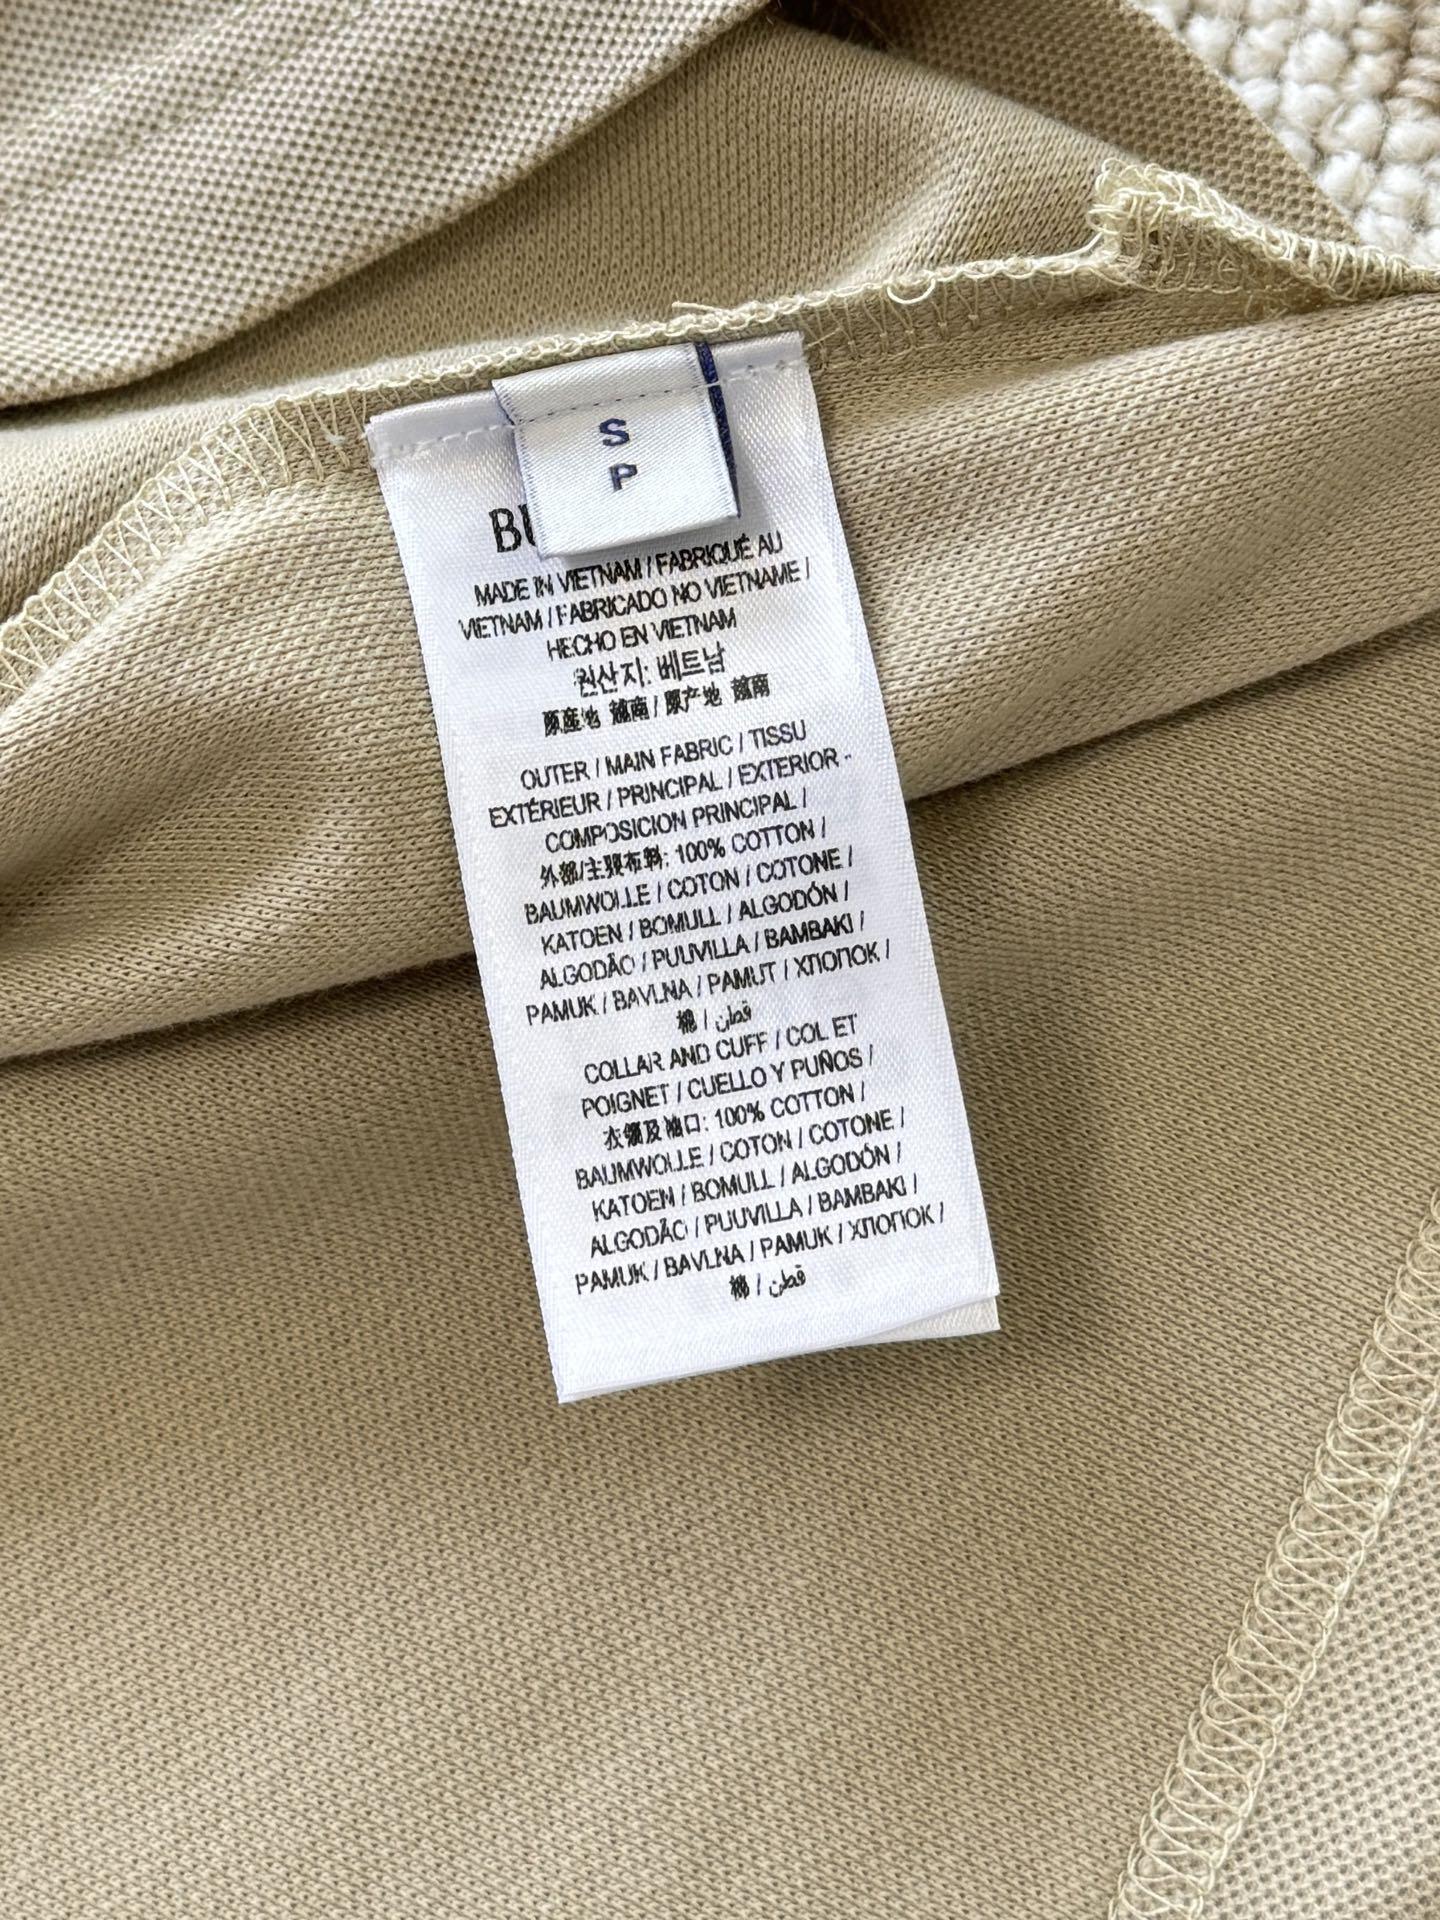 S
P
BU
MADE IN VIETNAM / FABRIQUÉ AU
VIETNAM / FABRICADO NO VIETNAME /
HECHO EN VIETNAM
원산지: 베트남
原産地 越南 / 原产地 越南
OUTER / MAIN FABRIC / TISSU
EXTÉRIEUR / PRINCIPAL / EXTERIOR -
COMPOSICION PRINCIPAL /
外部/主要布料: 100% COTTON /
BAUMWOLLE / COTON / COTONE /
KATOEN / BOMULL / ALGODÓN /
ALGODÃO / PUUVILLA / BAMBAKI /
PAMUK / BAVLNA / PAMUT / ХЛОПОК /
棉 / قطن
COLLAR AND CUFF / COL ET
POIGNET / CUELLO Y PUÑOS /
衣領及袖口: 100% COTTON /
BAUMWOLLE / COTON / COTONE /
KATOEN / BOMULL / ALGODÓN /
ALGODÃO / PUUVILLA / BAMBAKI /
PAMUK / BAVLNA / PAMUK / ХЛОПОК /
棉 / قطن